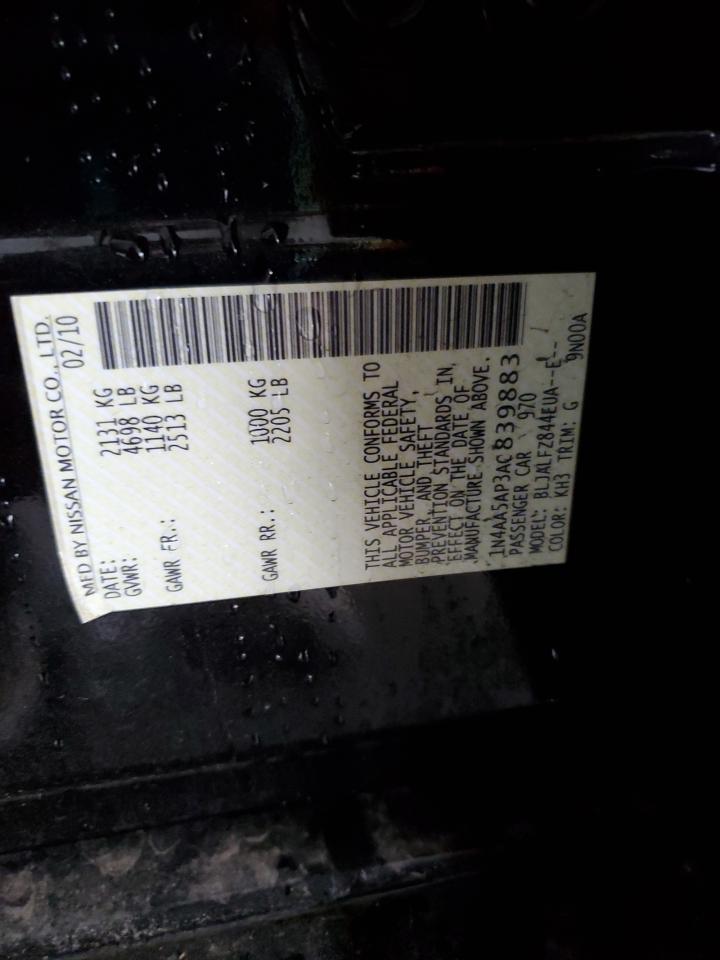 MFD BY NISSAN MOTOR CO., LTD.
DATE: 02/10
GVWR: 2131 KG
4698 LB
GAWR FR.: 1140 KG
2513 LB
GAWR RR.: 1000 KG
2205 LB
THIS VEHICLE CONFORMS TO
ALL APPLICABLE FEDERAL
MOTOR VEHICLE SAFETY,
BUMPER, AND THEFT
PREVENTION STANDARDS IN
EFFECT ON THE DATE OF
MANUFACTURE SHOWN ABOVE.
1N4AA5AP3AC839883
PASSENGER CAR 970
MODEL: BLJALFZ844EUA--E--
COLOR: KH3 TRIM: G 9N00A